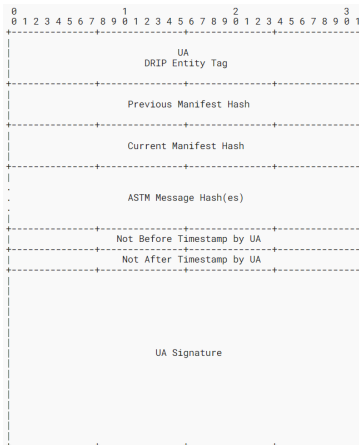 0 1 2 3
0 1 2 3 4 5 6 7 8 9 0 1 2 3 4 5 6 7 8 9 0 1 2 3 4 5 6 7 8 9 0 1
UA
DRIP Entity Tag
Previous Manifest Hash
Current Manifest Hash
.
.
ASTM Message Hash(es)
.
Not Before Timestamp by UA
Not After Timestamp by UA
UA Signature